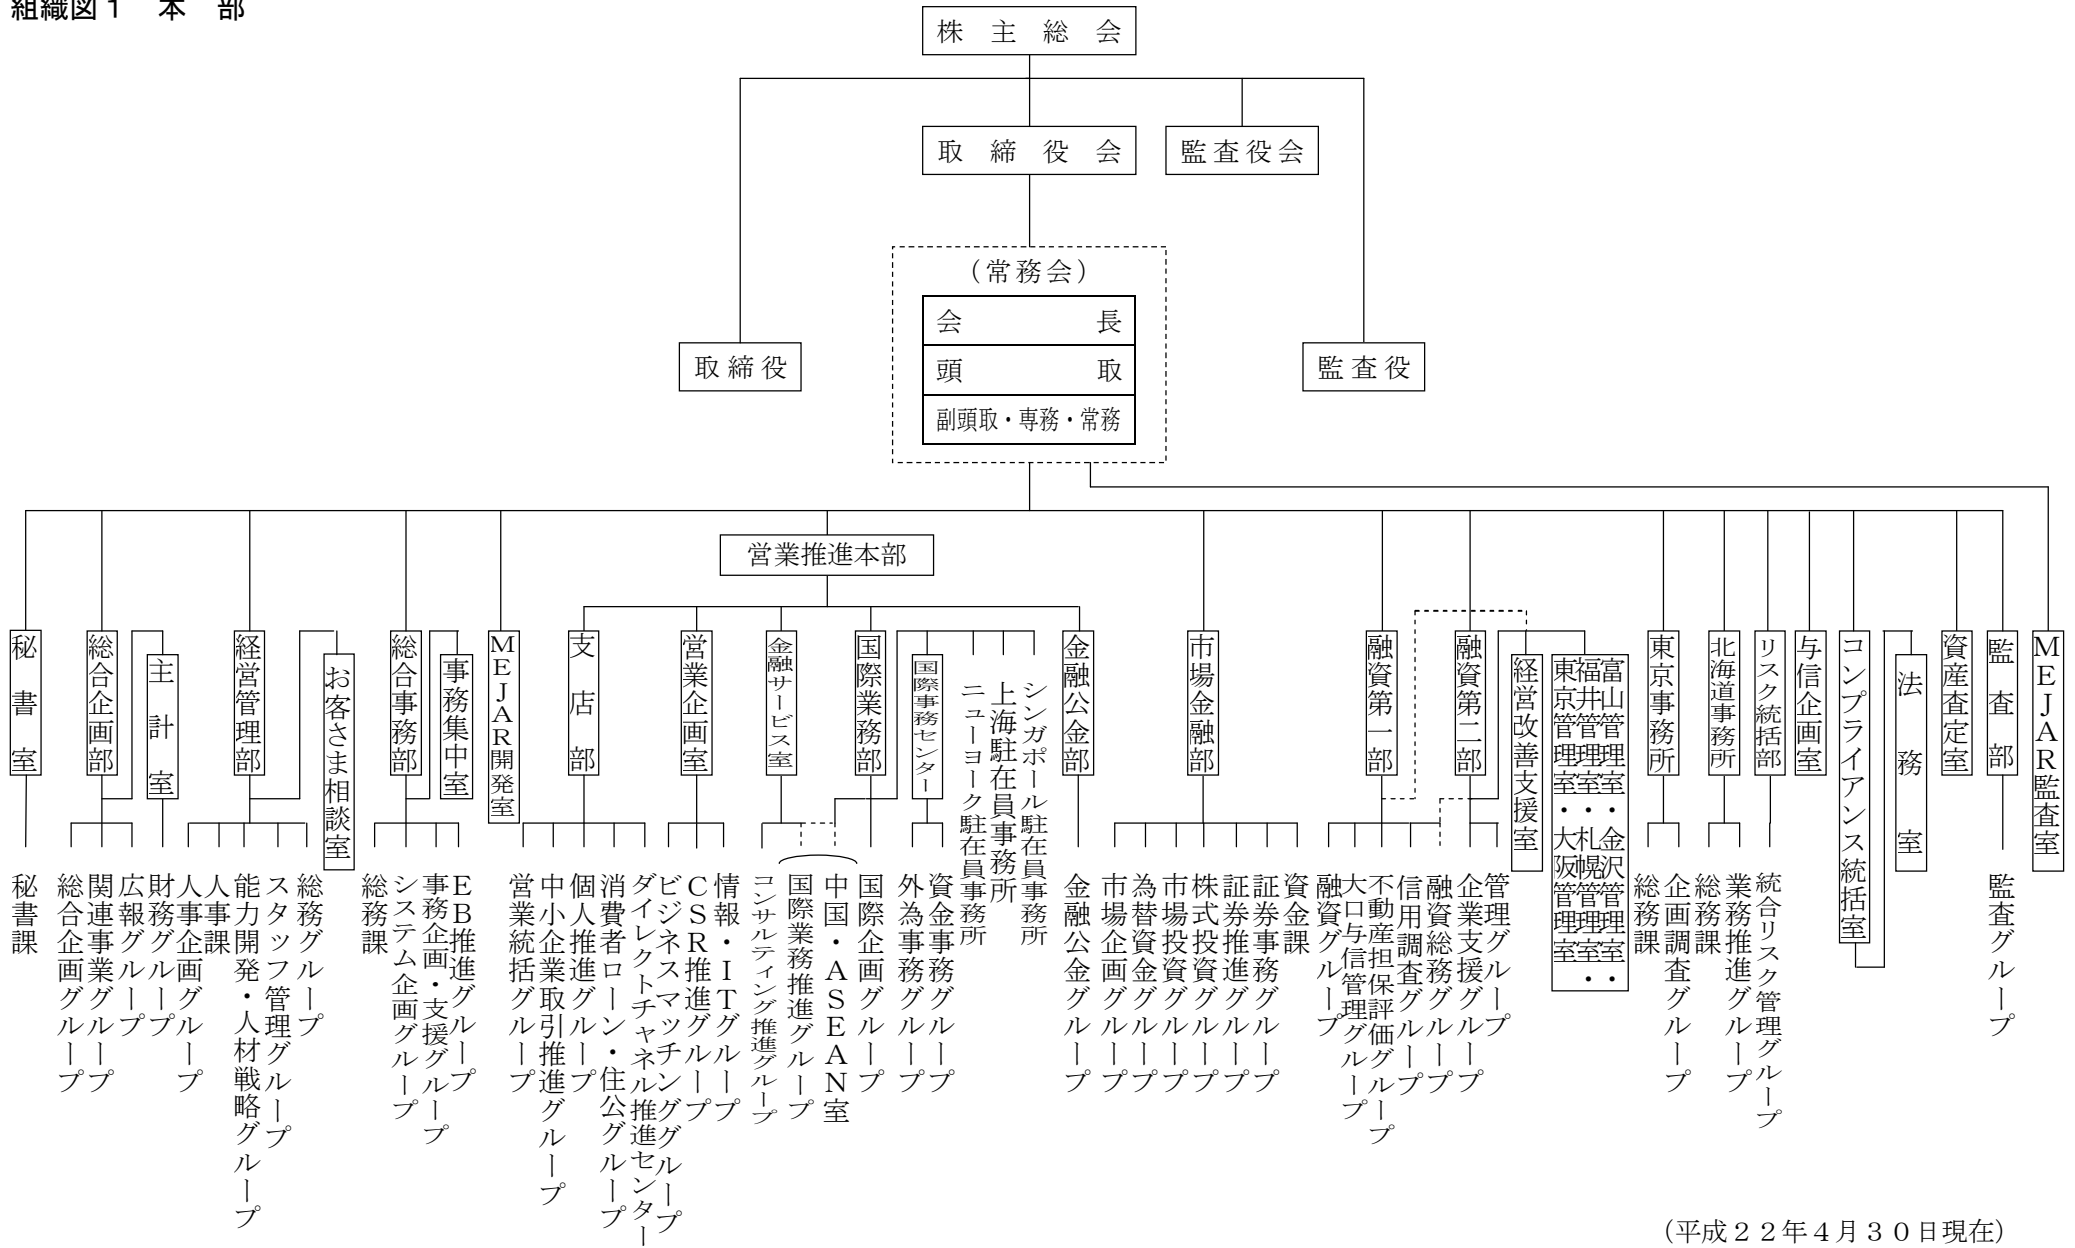 組織図１　本　部
株主総会
取締役会
監査役会
（常務会）
会長
頭取
副頭取・専務・常務
取締役
監査役
営業推進本部
秘書室
総合企画部
主計室
経営管理部
お客さま相談室
総合事務部
事務集中室
ＭＥＪＡＲ開発室
支店部
営業企画室
金融サービス室
国際業務部
国際事務センター
ニューヨーク駐在員事務所
上海駐在員事務所
シンガポール駐在員事務所
金融公金部
市場金融部
融資第一部
融資第二部
経営改善支援室
富山管理室・金沢管理室・
福井管理室・札幌管理室・
東京管理室・大阪管理室
東京事務所
北海道事務所
リスク統括部
与信企画室
コンプライアンス統括室
法務室
資産査定室
監査部
ＭＥＪＡＲ監査室
秘書課
総合企画グループ
関連事業グループ
広報グループ
財務グループ
人事企画グループ
人事課
能力開発・人材戦略グループ
スタッフ管理グループ
総務グループ
総務課
システム企画グループ
事務企画・支援グループ
ＥＢ推進グループ
営業統括グループ
中小企業取引推進グループ
個人推進グループ
消費者ローン・住公グループ
ダイレクトチャネル推進センター
ビジネスマッチンググループ
ＣＳＲ推進グループ
情報・ＩＴグループ
コンサルティング推進グループ
国際業務推進グループ
中国・ＡＳＥＡＮ室
国際企画グループ
外為事務グループ
資金事務グループ
金融公金グループ
市場企画グループ
為替資金グループ
市場投資グループ
株式投資グループ
証券推進グループ
証券事務グループ
資金課
融資グループ
大口与信管理グループ
不動産担保評価グループ
信用調査グループ
融資総務グループ
企業支援グループ
管理グループ
総務課
企画調査グループ
総務課
業務推進グループ
統合リスク管理グループ
監査グループ
（平成２２年４月３０日現在）